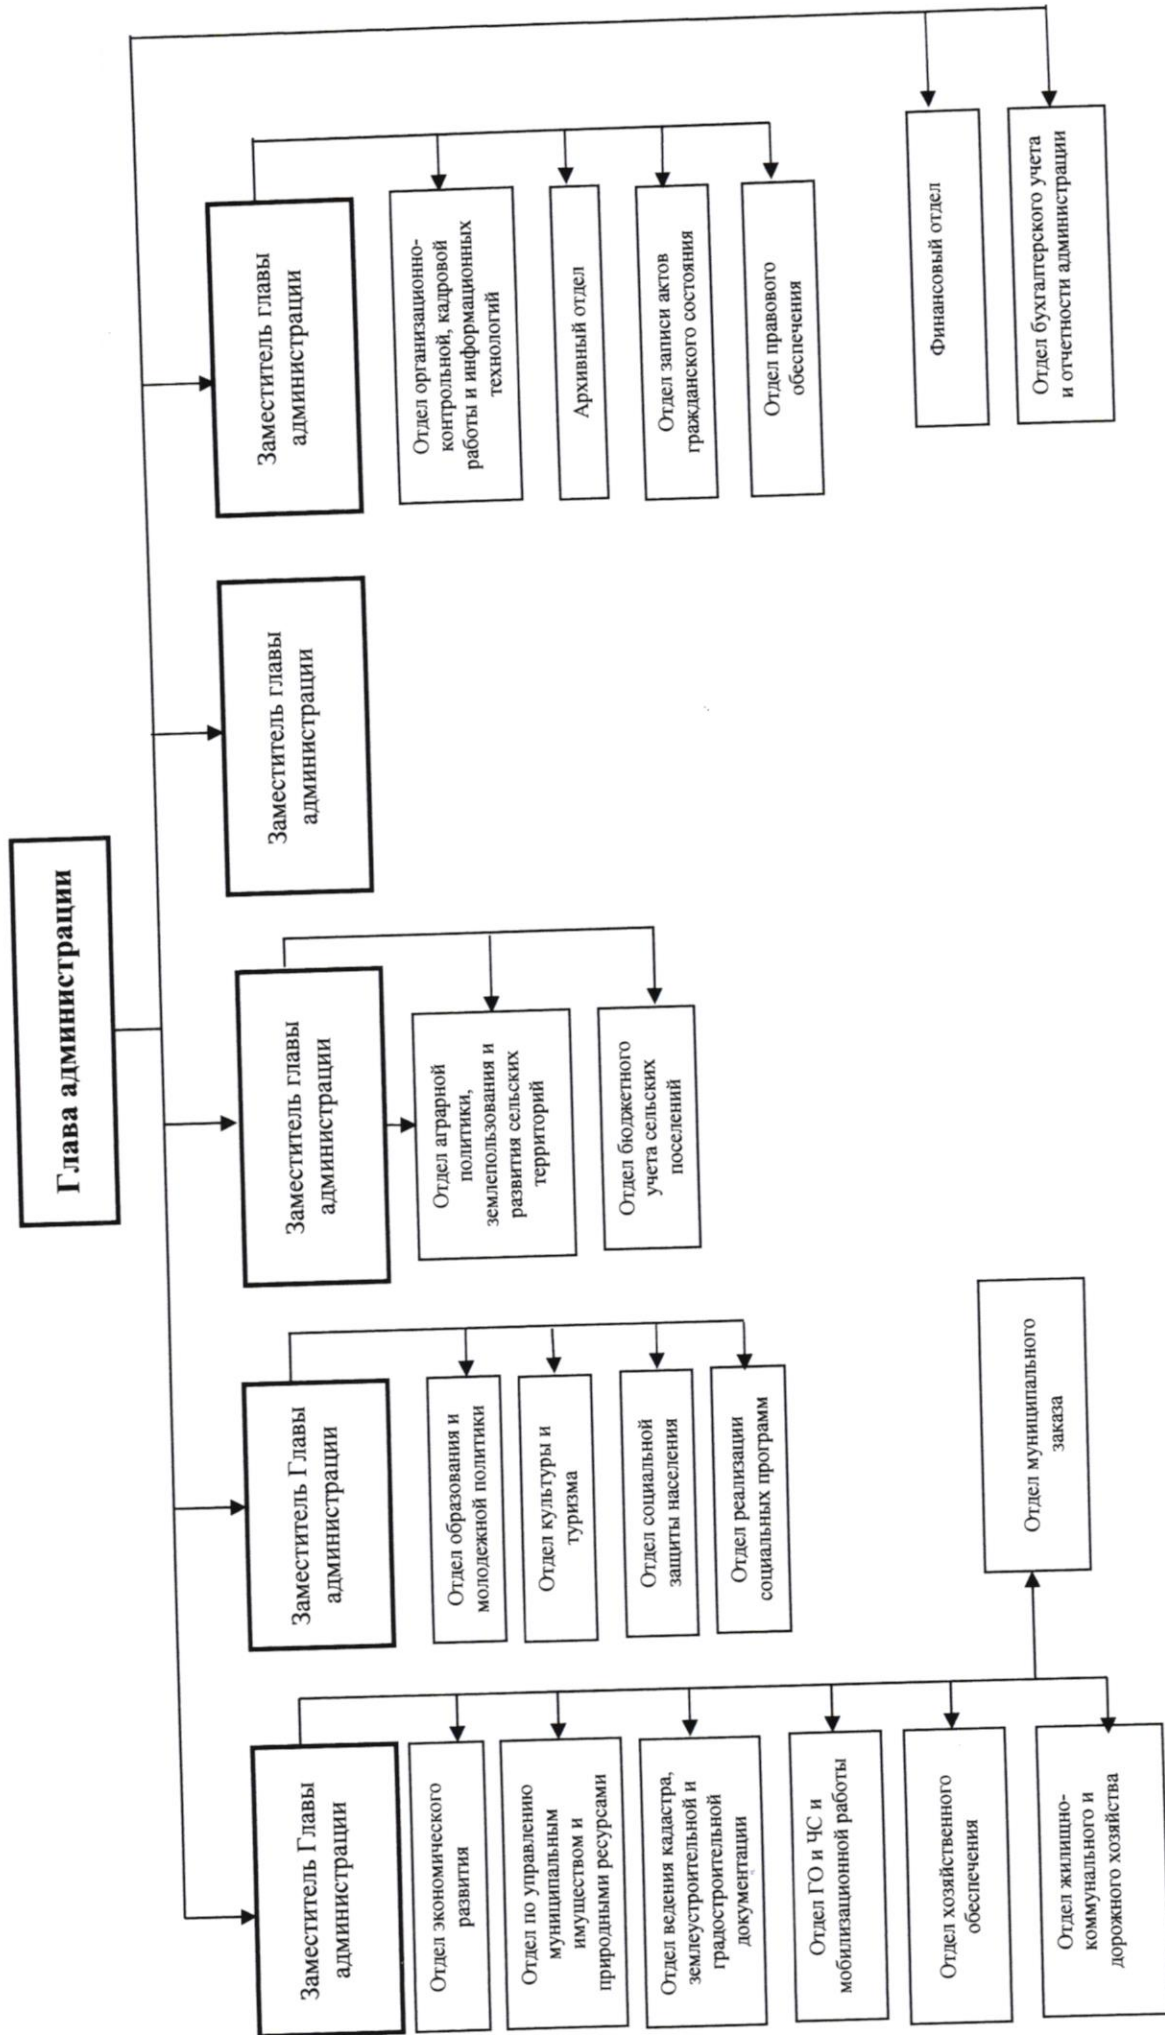 Глава администрации
Заместитель Главы
администрации
Отдел экономического
развития
Отдел по управлению
муниципальным
имуществом и
природными ресурсами
Отдел ведения кадастра,
землеустроительной и
градостроительной
документации
Отдел ГО и ЧС и
мобилизационной работы
Отдел хозяйственного
обеспечения
Отдел жилищно-
коммунального и
дорожного хозяйства
Отдел муниципального
заказа
Заместитель Главы
администрации
Отдел образования и
молодежной политики
Отдел культуры и
туризма
Отдел социальной
защиты населения
Отдел реализации
социальных программ
Заместитель главы
администрации
Отдел аграрной
политики,
землепользования и
развития сельских
территорий
Отдел бюджетного
учета сельских
поселений
Заместитель главы
администрации
Заместитель главы
администрации
Отдел организационно-
контрольной, кадровой
работы и информационных
технологий
Архивный отдел
Отдел записи актов
гражданского состояния
Отдел правового
обеспечения
Финансовый отдел
Отдел бухгалтерского учета
и отчетности администрации